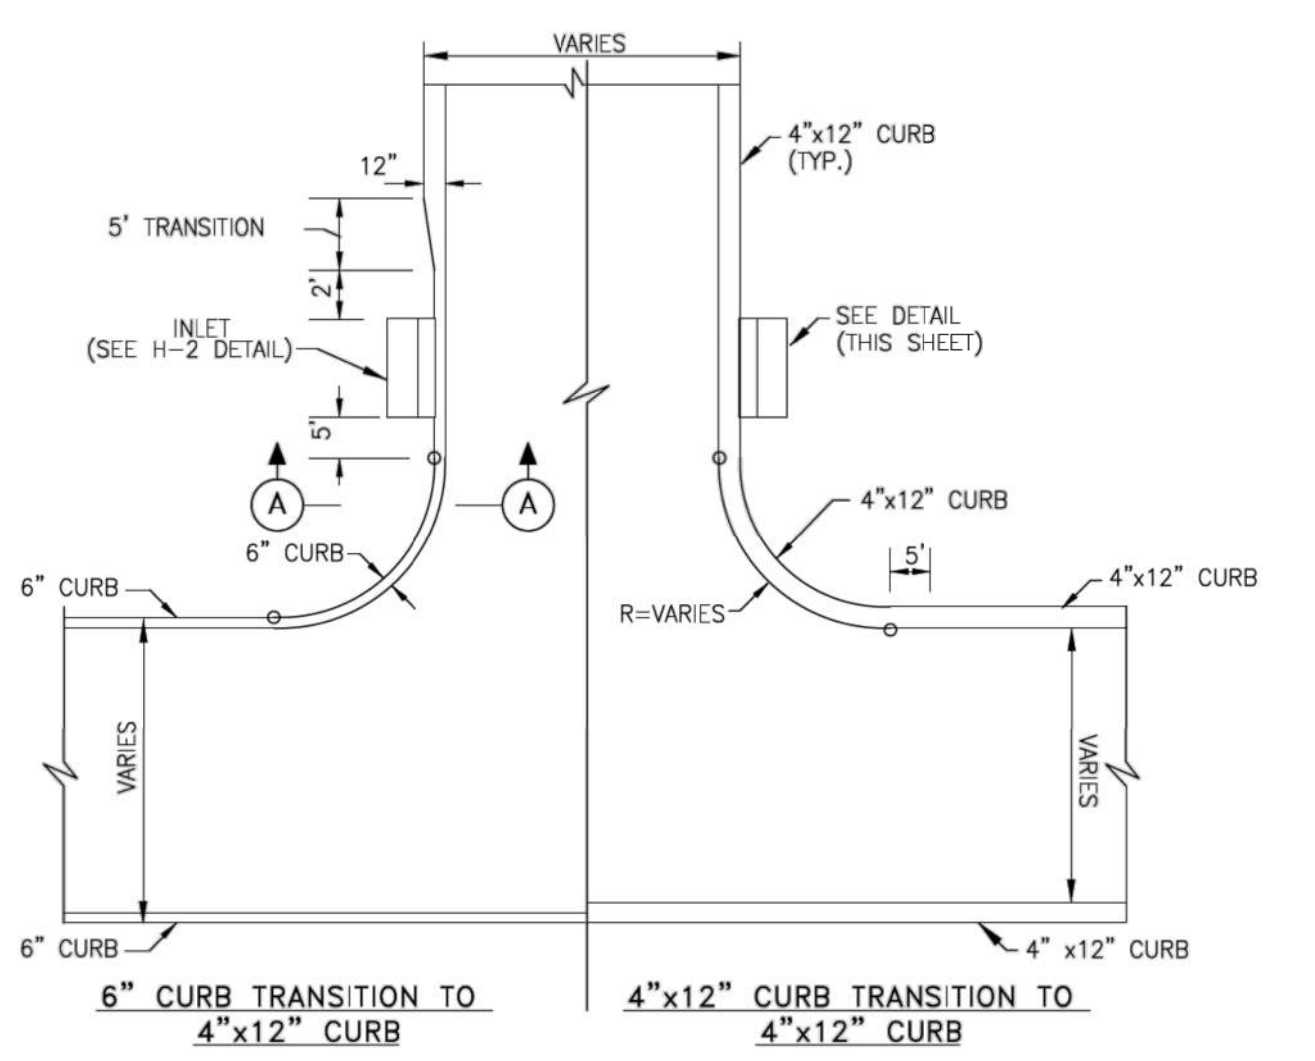 VARIES
4"x12" CURB
(TYP.)
12"
5' TRANSITION
2'
INLET
(SEE H-2 DETAIL)
SEE DETAIL
(THIS SHEET)
5'
A
A
4"x12" CURB
6" CURB
5'
6" CURB
4"x12" CURB
R=VARIES
VARIES
VARIES
6" CURB
4" x12" CURB
6" CURB TRANSITION TO
4"x12" CURB
4"x12" CURB TRANSITION TO
4"x12" CURB